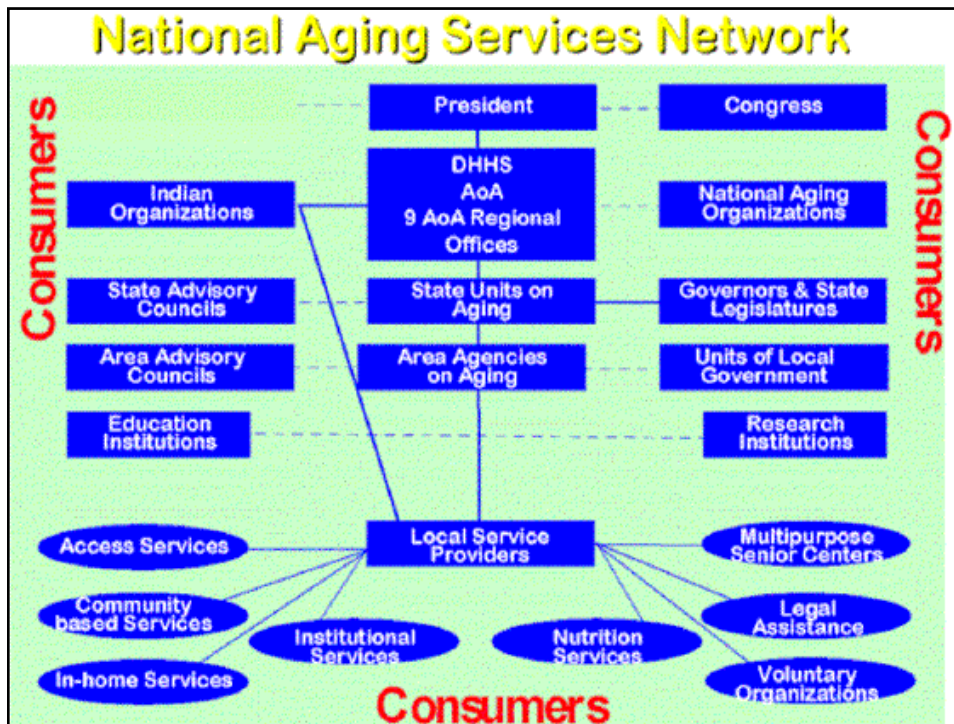 National Aging Services Network
Consumers
Consumers
President
Congress
DHHS
AoA
9 AoA Regional
Offices
Indian
Organizations
National Aging
Organizations
State Advisory
Councils
State Units on
Aging
Governors & State
Legislatures
Area Advisory
Councils
Area Agencies
on Aging
Units of Local
Government
Education
Institutions
Research
Institutions
Local Service
Providers
Access Services
Multipurpose
Senior Centers
Community
based Services
Legal
Assistance
Institutional
Services
Nutrition
Services
In-home Services
Voluntary
Organizations
Consumers